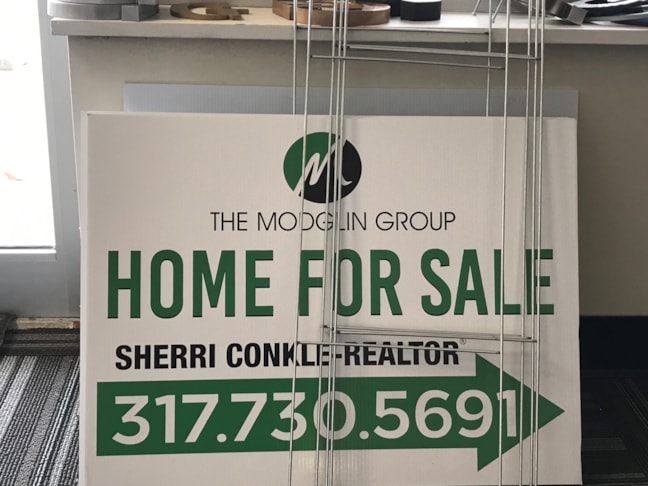 M
THE MODGLIN GROUP
HOME FOR SALE
SHERRI CONKLE-REALTOR®
317.730.5691